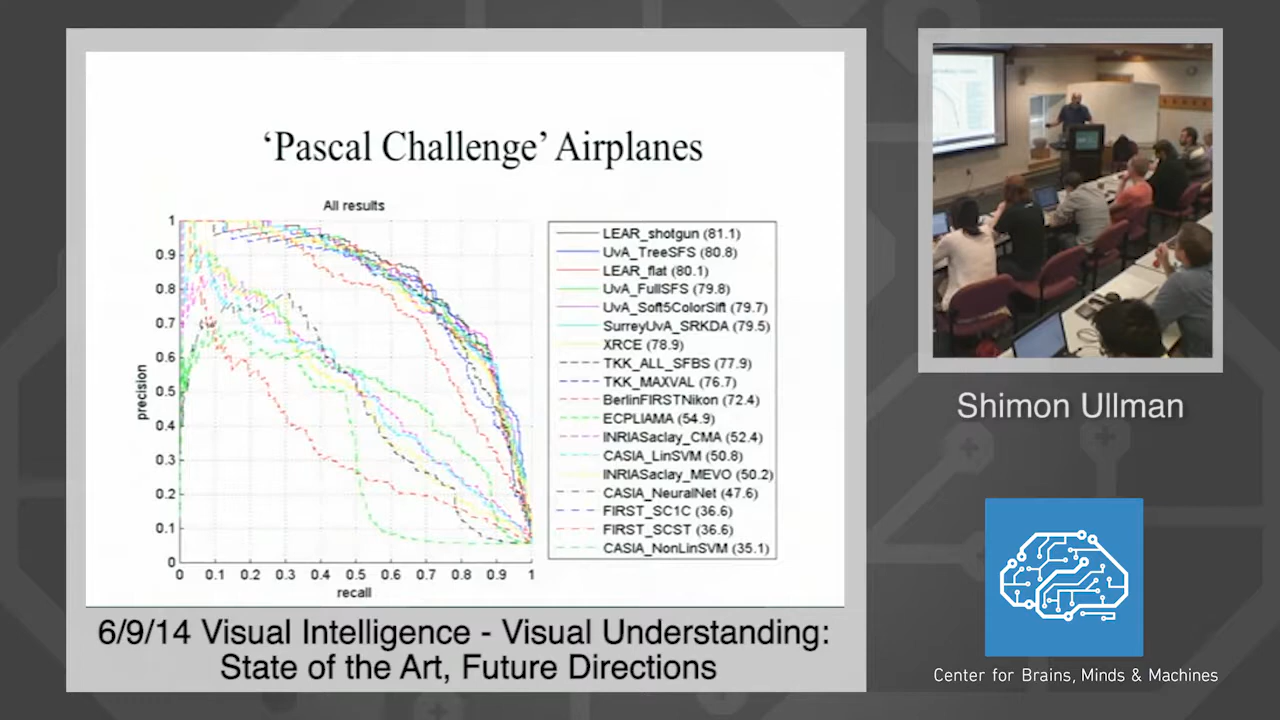 'Pascal Challenge' Airplanes
All results
precision
1
0.9
0.8
0.7
0.6
0.5
0.4
0.3
0.2
0.1
0
0 0.1 0.2 0.3 0.4 0.5 0.6 0.7 0.8 0.9 1
recall
LEAR_shotgun (81.1)
UvA_TreeSFS (80.8)
LEAR_flat (80.1)
UvA_FullSFS (79.8)
UvA_Soft5ColorSift (79.7)
SurreyUvA_SRKDA (79.5)
XRCE (78.9)
TKK_ALL_SFBS (77.9)
TKK_MAXVAL (76.7)
BerlinFIRSTNikon (72.4)
ECPLIAMA (54.9)
INRIASaclay_CMA (52.4)
CASIA_LinSVM (50.8)
INRIASaclay_MEVO (50.2)
CASIA_NeuralNet (47.6)
FIRST_SC1C (36.6)
FIRST_SCST (36.6)
CASIA_NonLinSVM (35.1)
6/9/14 Visual Intelligence - Visual Understanding:
State of the Art, Future Directions
Shimon Ullman
Center for Brains, Minds & Machines